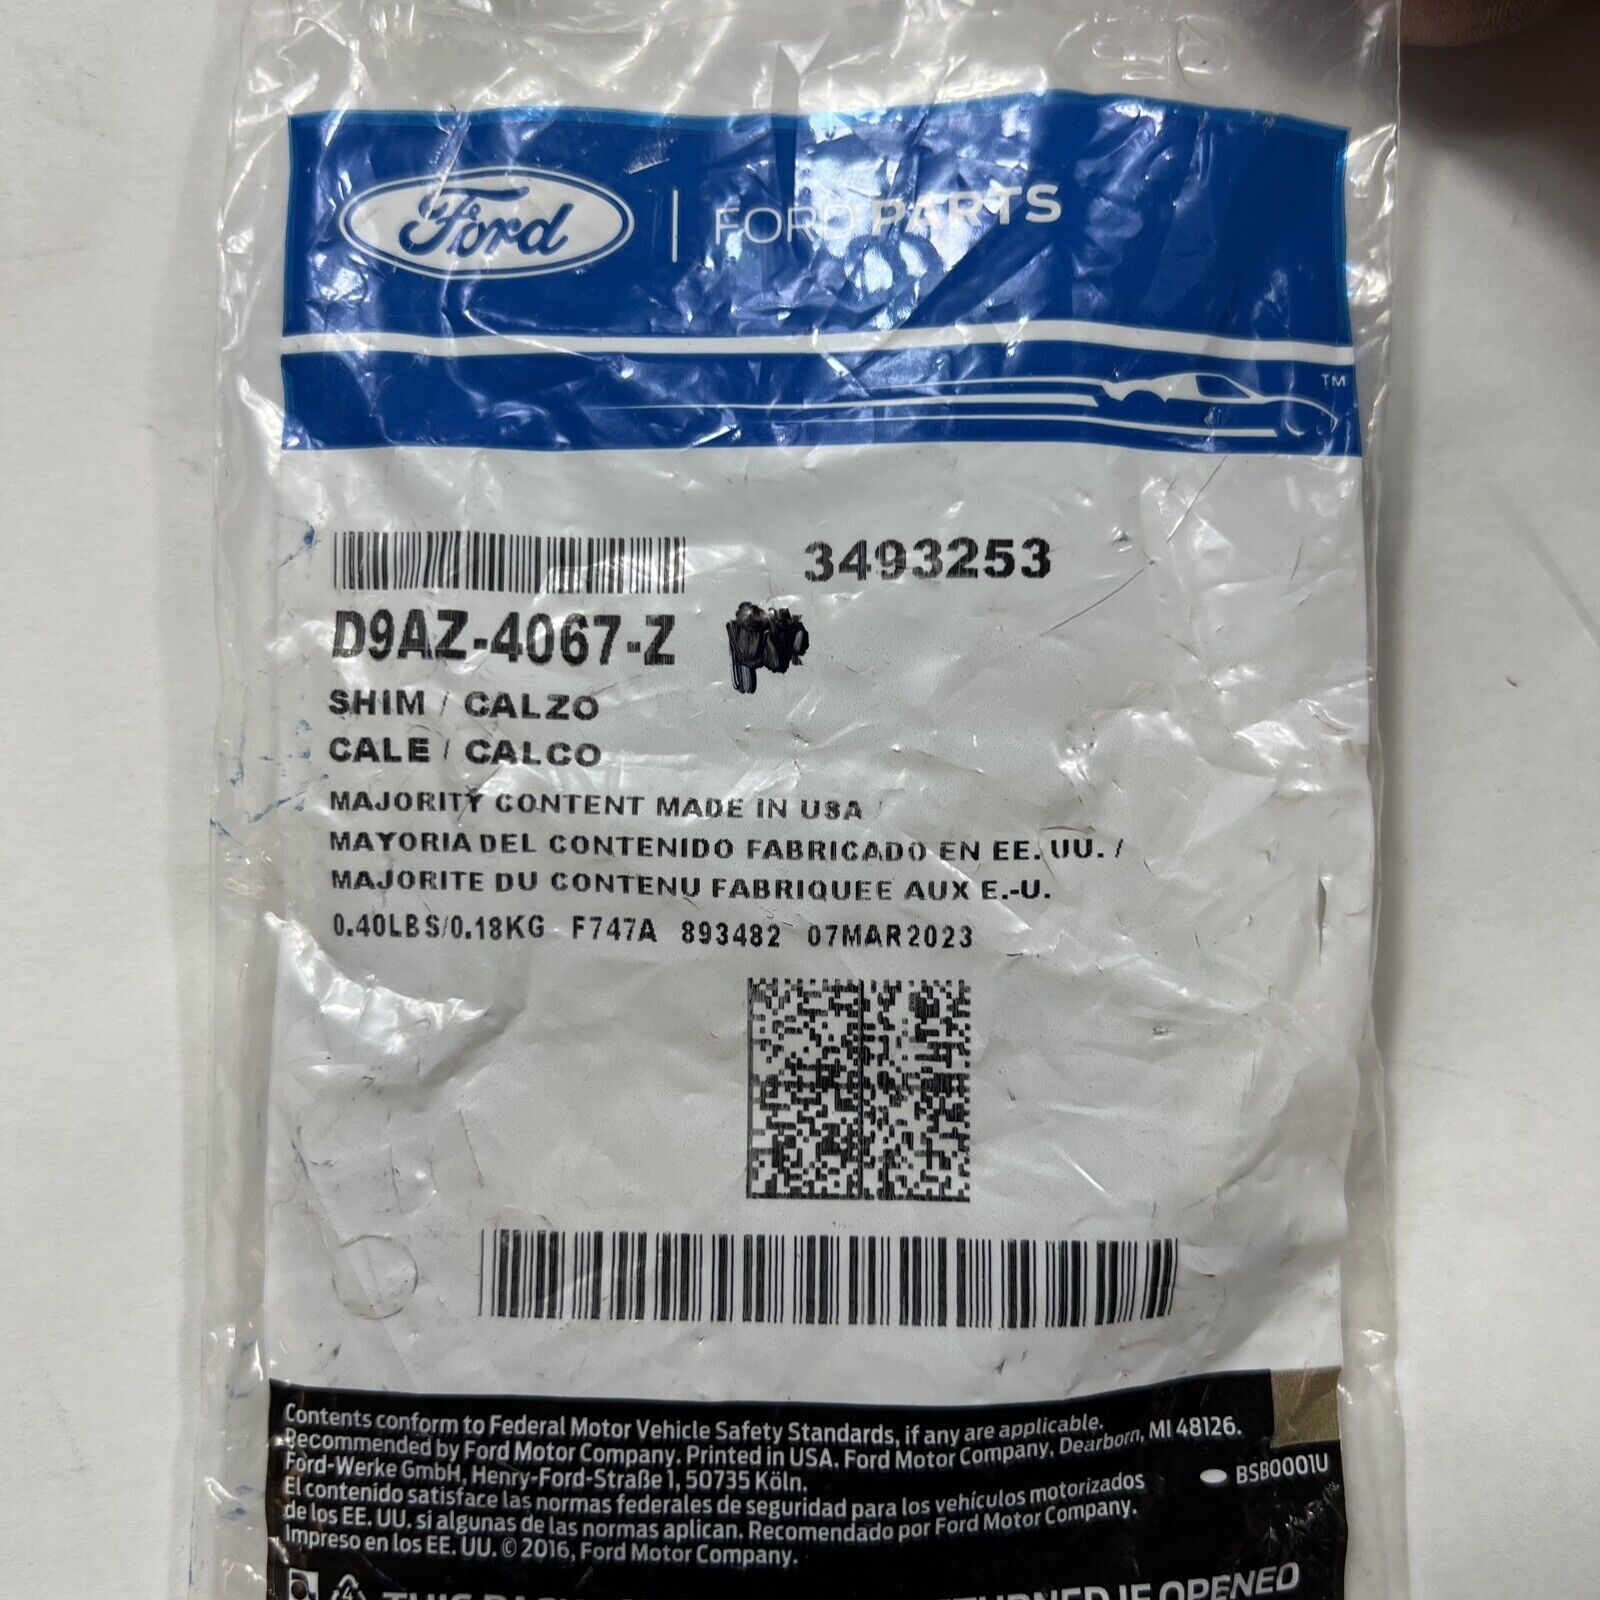 Ford | FORD PARTS
TM
3493253
D9AZ-4067-Z
SHIM / CALZO
CALE / CALCO
MAJORITY CONTENT MADE IN USA /
MAYORIA DEL CONTENIDO FABRICADO EN EE. UU. /
MAJORITE DU CONTENU FABRIQUEE AUX E.-U.
0.40LBS/0.18KG F747A 893482 07MAR2023
Contents conform to Federal Motor Vehicle Safety Standards, if any are applicable.
Recommended by Ford Motor Company. Printed in USA. Ford Motor Company, Dearborn, MI 48126.
Ford-Werke GmbH, Henry-Ford-Straße 1, 50735 Köln.
El contenido satisface las normas federales de seguridad para los vehículos motorizados
de los EE. UU. si algunas de las normas aplican. Recomendado por Ford Motor Company.
Impreso en los EE. UU. © 2016, Ford Motor Company.
BSB0001U
4
THIS IF OPENED